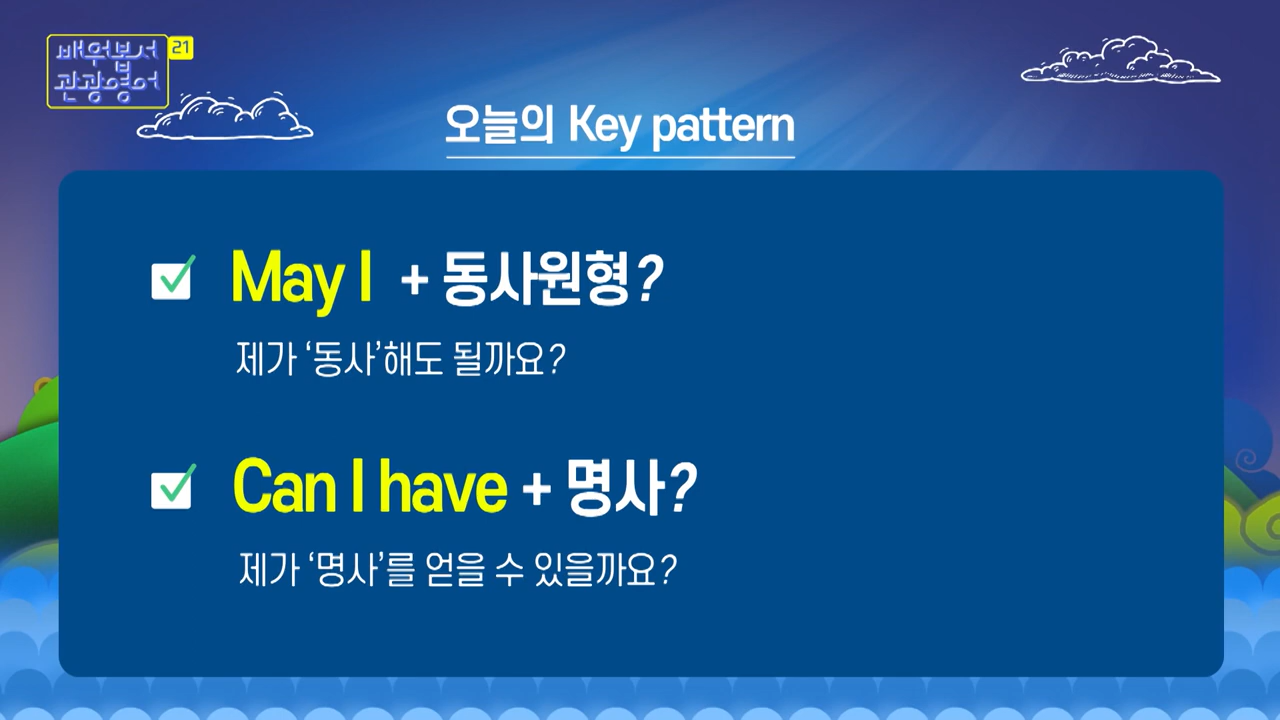 배워봅서
관광영어
21
오늘의 Key pattern
May I + 동사원형?
제가 ‘동사’해도 될까요?
Can I have + 명사?
제가 ‘명사’를 얻을 수 있을까요?